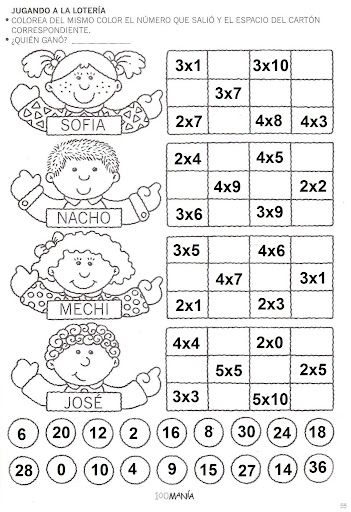 JUGANDO A LA LOTERÍA
• COLOREA DEL MISMO COLOR EL NÚMERO QUE SALIÓ Y EL ESPACIO DEL CARTÓN
CORRESPONDIENTE.
• ¿QUIÉN GANÓ?
3x1 3x10
3x7
2x7 4x8 4x3
SOFIA
2x4 4x5
4x9 2x2
3x6 3x9
NACHO
3x5 4x6
4x7 3x1
2x1 2x3
MECHI
4x4 2x0
5x5 2x5
3x3 5x10
JOSÉ
6 20 12 2 16 8 30 24 18
28 0 10 4 9 15 27 14 36
100MANÍA